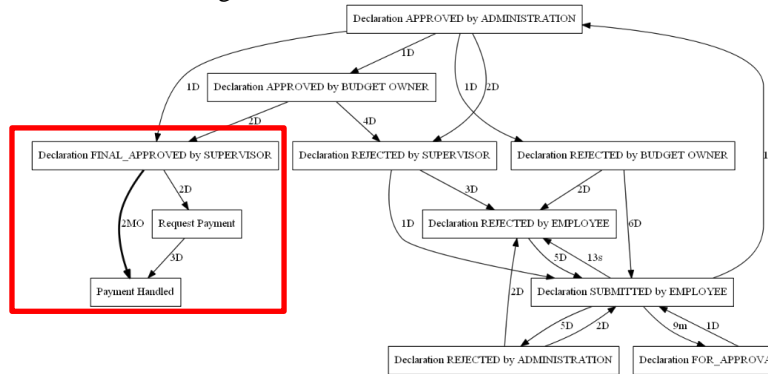 Declaration APPROVED by ADMINISTRATION
1D
Declaration APPROVED by BUDGET OWNER
1D
1D
2D
2D
4D
Declaration FINAL_APPROVED by SUPERVISOR
Declaration REJECTED by SUPERVISOR
Declaration REJECTED by BUDGET OWNER
2D
3D
2D
2MO
Request Payment
1D
Declaration REJECTED by EMPLOYEE
6D
3D
5D
13s
Payment Handled
Declaration SUBMITTED by EMPLOYEE
2D
5D
2D
9m
1D
Declaration REJECTED by ADMINISTRATION
Declaration FOR_APPROVA